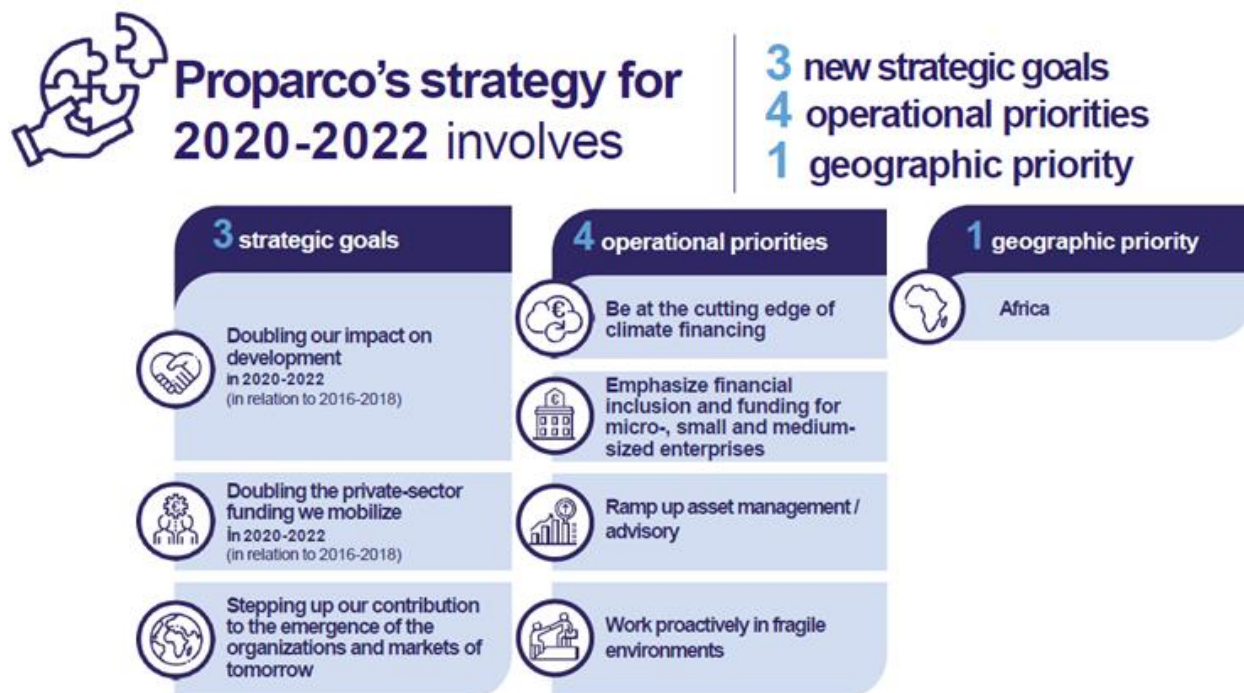 Proparco's strategy for
2020-2022 involves
3 new strategic goals
4 operational priorities
1 geographic priority
3 strategic goals
Doubling our impact on
development
in 2020-2022
(in relation to 2016-2018)
Doubling the private-sector
funding we mobilize
in 2020-2022
(in relation to 2016-2018)
Stepping up our contribution
to the emergence of the
organizations and markets of
tomorrow
4 operational priorities
Be at the cutting edge of
climate financing
Emphasize financial
inclusion and funding for
micro-, small and medium-
sized enterprises
Ramp up asset management /
advisory
Work proactively in fragile
environments
1 geographic priority
Africa